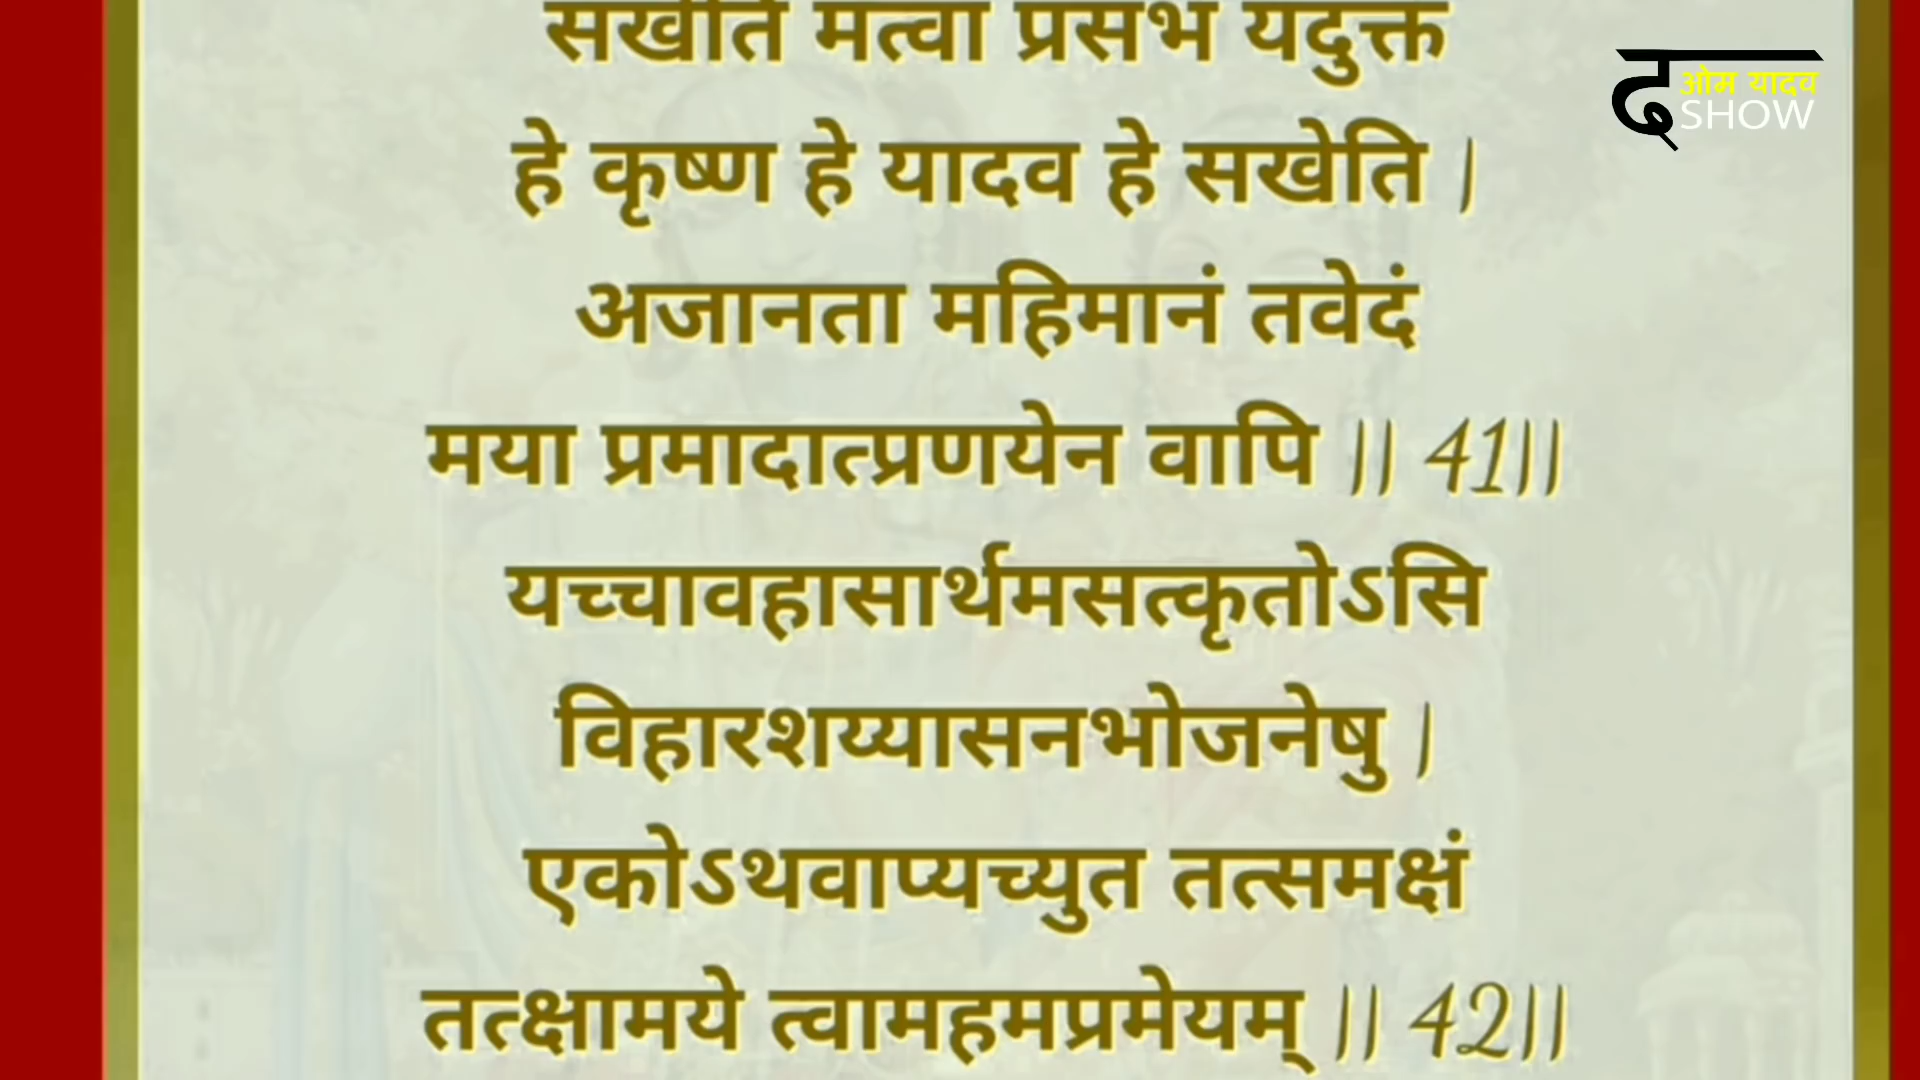 सखेति मत्वा प्रसभं यदुक्तं
हे कृष्ण हे यादव हे सखेति |
अजानता महिमानं तवेदं
मया प्रमादात्प्रणयेन वापि || 41||
यच्चावहासार्थमसत्कृतोऽसि
विहारशय्यासनभोजनेषु |
एकोऽथवाप्यच्युत तत्समक्षं
तत्क्षामये त्वामहमप्रमेयम् || 42||
द ओम यादव
SHOW